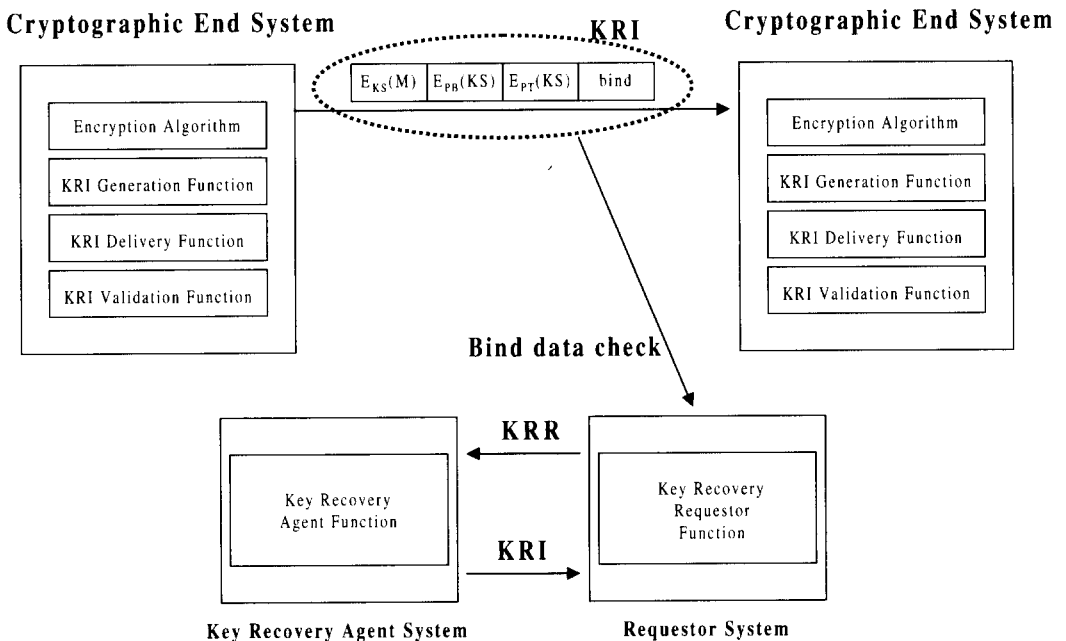 Cryptographic End System
KRI
Cryptographic End System
E_KS(M) E_PB(KS) E_PT(KS) bind
Encryption Algorithm
KRI Generation Function
KRI Delivery Function
KRI Validation Function
Encryption Algorithm
KRI Generation Function
KRI Delivery Function
KRI Validation Function
Bind data check
KRR
Key Recovery
Agent Function
Key Recovery
Requestor
Function
KRI
Key Recovery Agent System
Requestor System